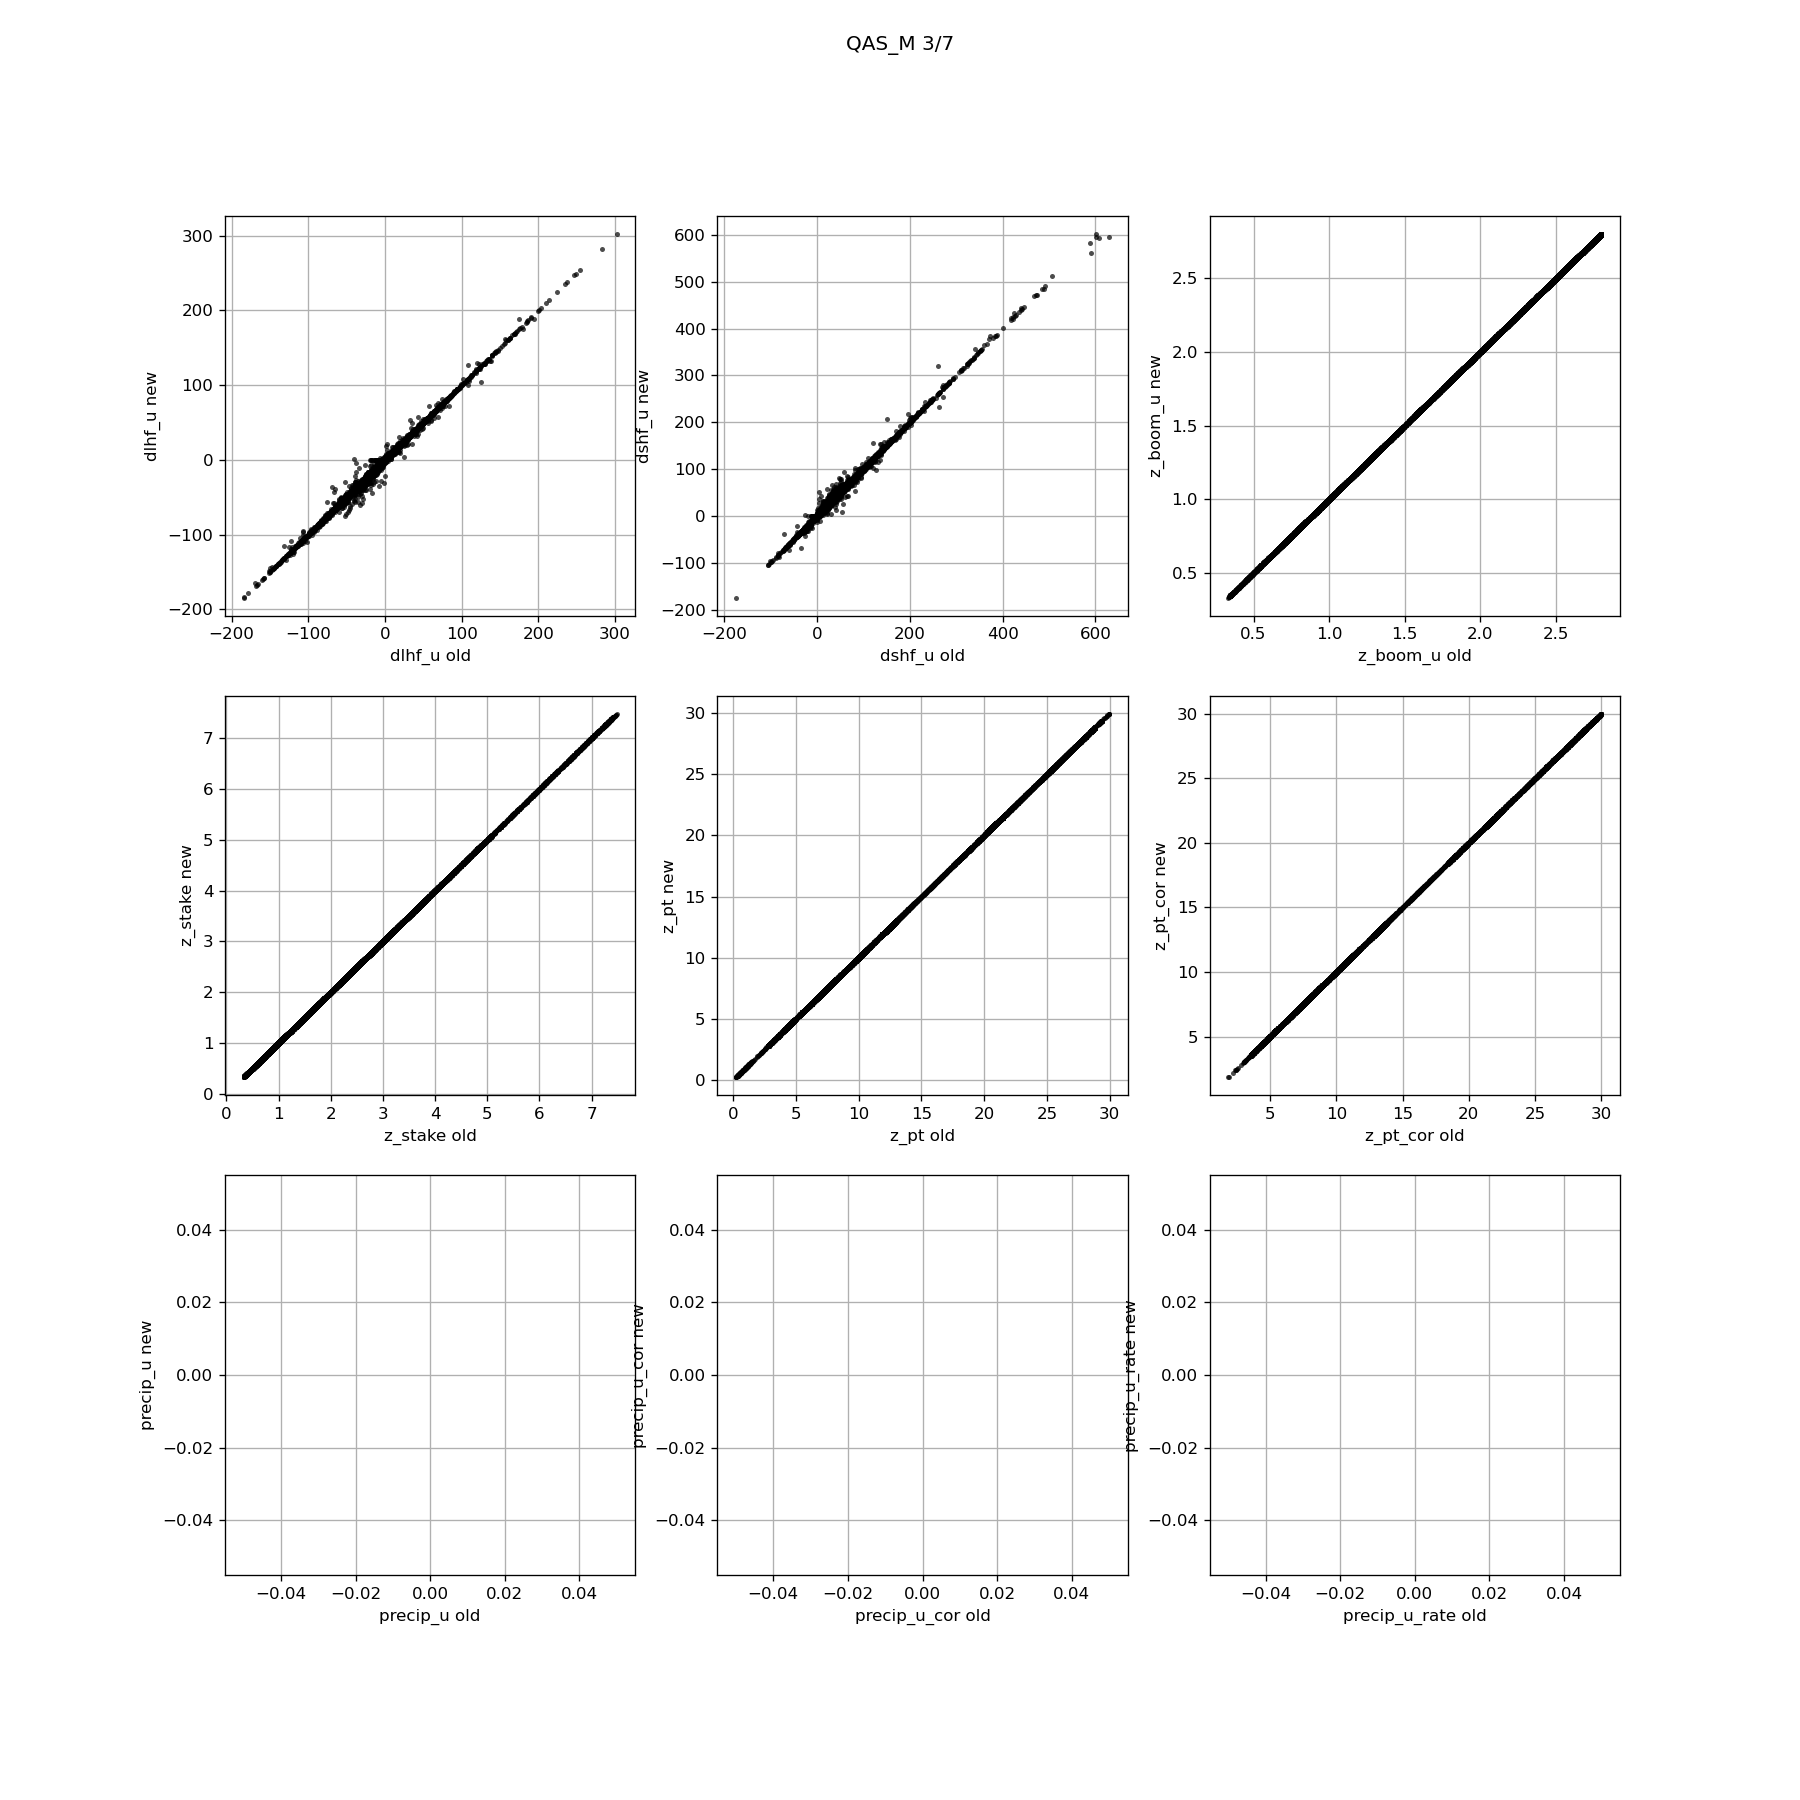 QAS_M 3/7
300
200
100
0
−100
−200
dlhf_u new
−200 −100 0 100 200 300
dlhf_u old
600
500
400
300
200
100
0
−100
−200
dshf_u new
−200 0 200 400 600
dshf_u old
2.5
2.0
1.5
1.0
0.5
z_boom_u new
0.5 1.0 1.5 2.0 2.5
z_boom_u old
7
6
5
4
3
2
1
0
z_stake new
0 1 2 3 4 5 6 7
z_stake old
30
25
20
15
10
5
0
z_pt new
0 5 10 15 20 25 30
z_pt old
30
25
20
15
10
5
z_pt_cor new
5 10 15 20 25 30
z_pt_cor old
0.04
0.02
0.00
−0.02
−0.04
precip_u new
−0.04 −0.02 0.00 0.02 0.04
precip_u old
0.04
0.02
0.00
−0.02
−0.04
precip_u_cor new
−0.04 −0.02 0.00 0.02 0.04
precip_u_cor old
0.04
0.02
0.00
−0.02
−0.04
precip_u_rate new
−0.04 −0.02 0.00 0.02 0.04
precip_u_rate old